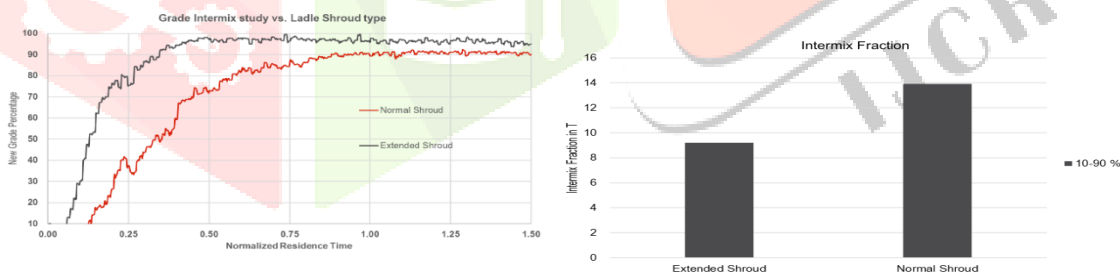 Grade Intermix study vs. Ladle Shroud type
100
90
80
70
60
50
40
30
20
10
New Grade Percentage
Normal Shroud
Extended Shroud
0.00 0.25 0.50 0.75 1.00 1.25 1.50
Normalized Residence Time
Intermix Fraction
16
14
12
10
8
6
4
2
0
Intermix Fraction in T
10-90 %
Extended Shroud Normal Shroud
IJCR